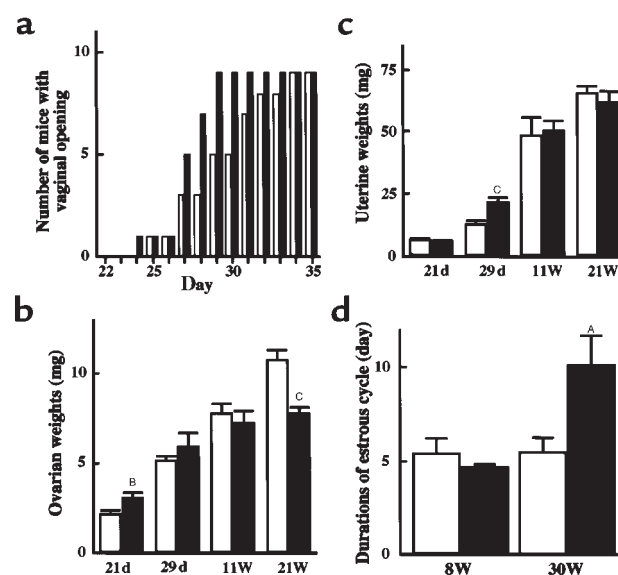 a
Number of mice with
vaginal opening
10
5
0
22 25 30 35
Day
b
Ovarian weights (mg)
10
5
0
B
C
21d 29d 11W 21W
c
Uterine weights (mg)
75
50
25
0
C
21d 29d 11W 21W
d
Durations of estrous cycle (day)
10
5
0
A
8W 30W